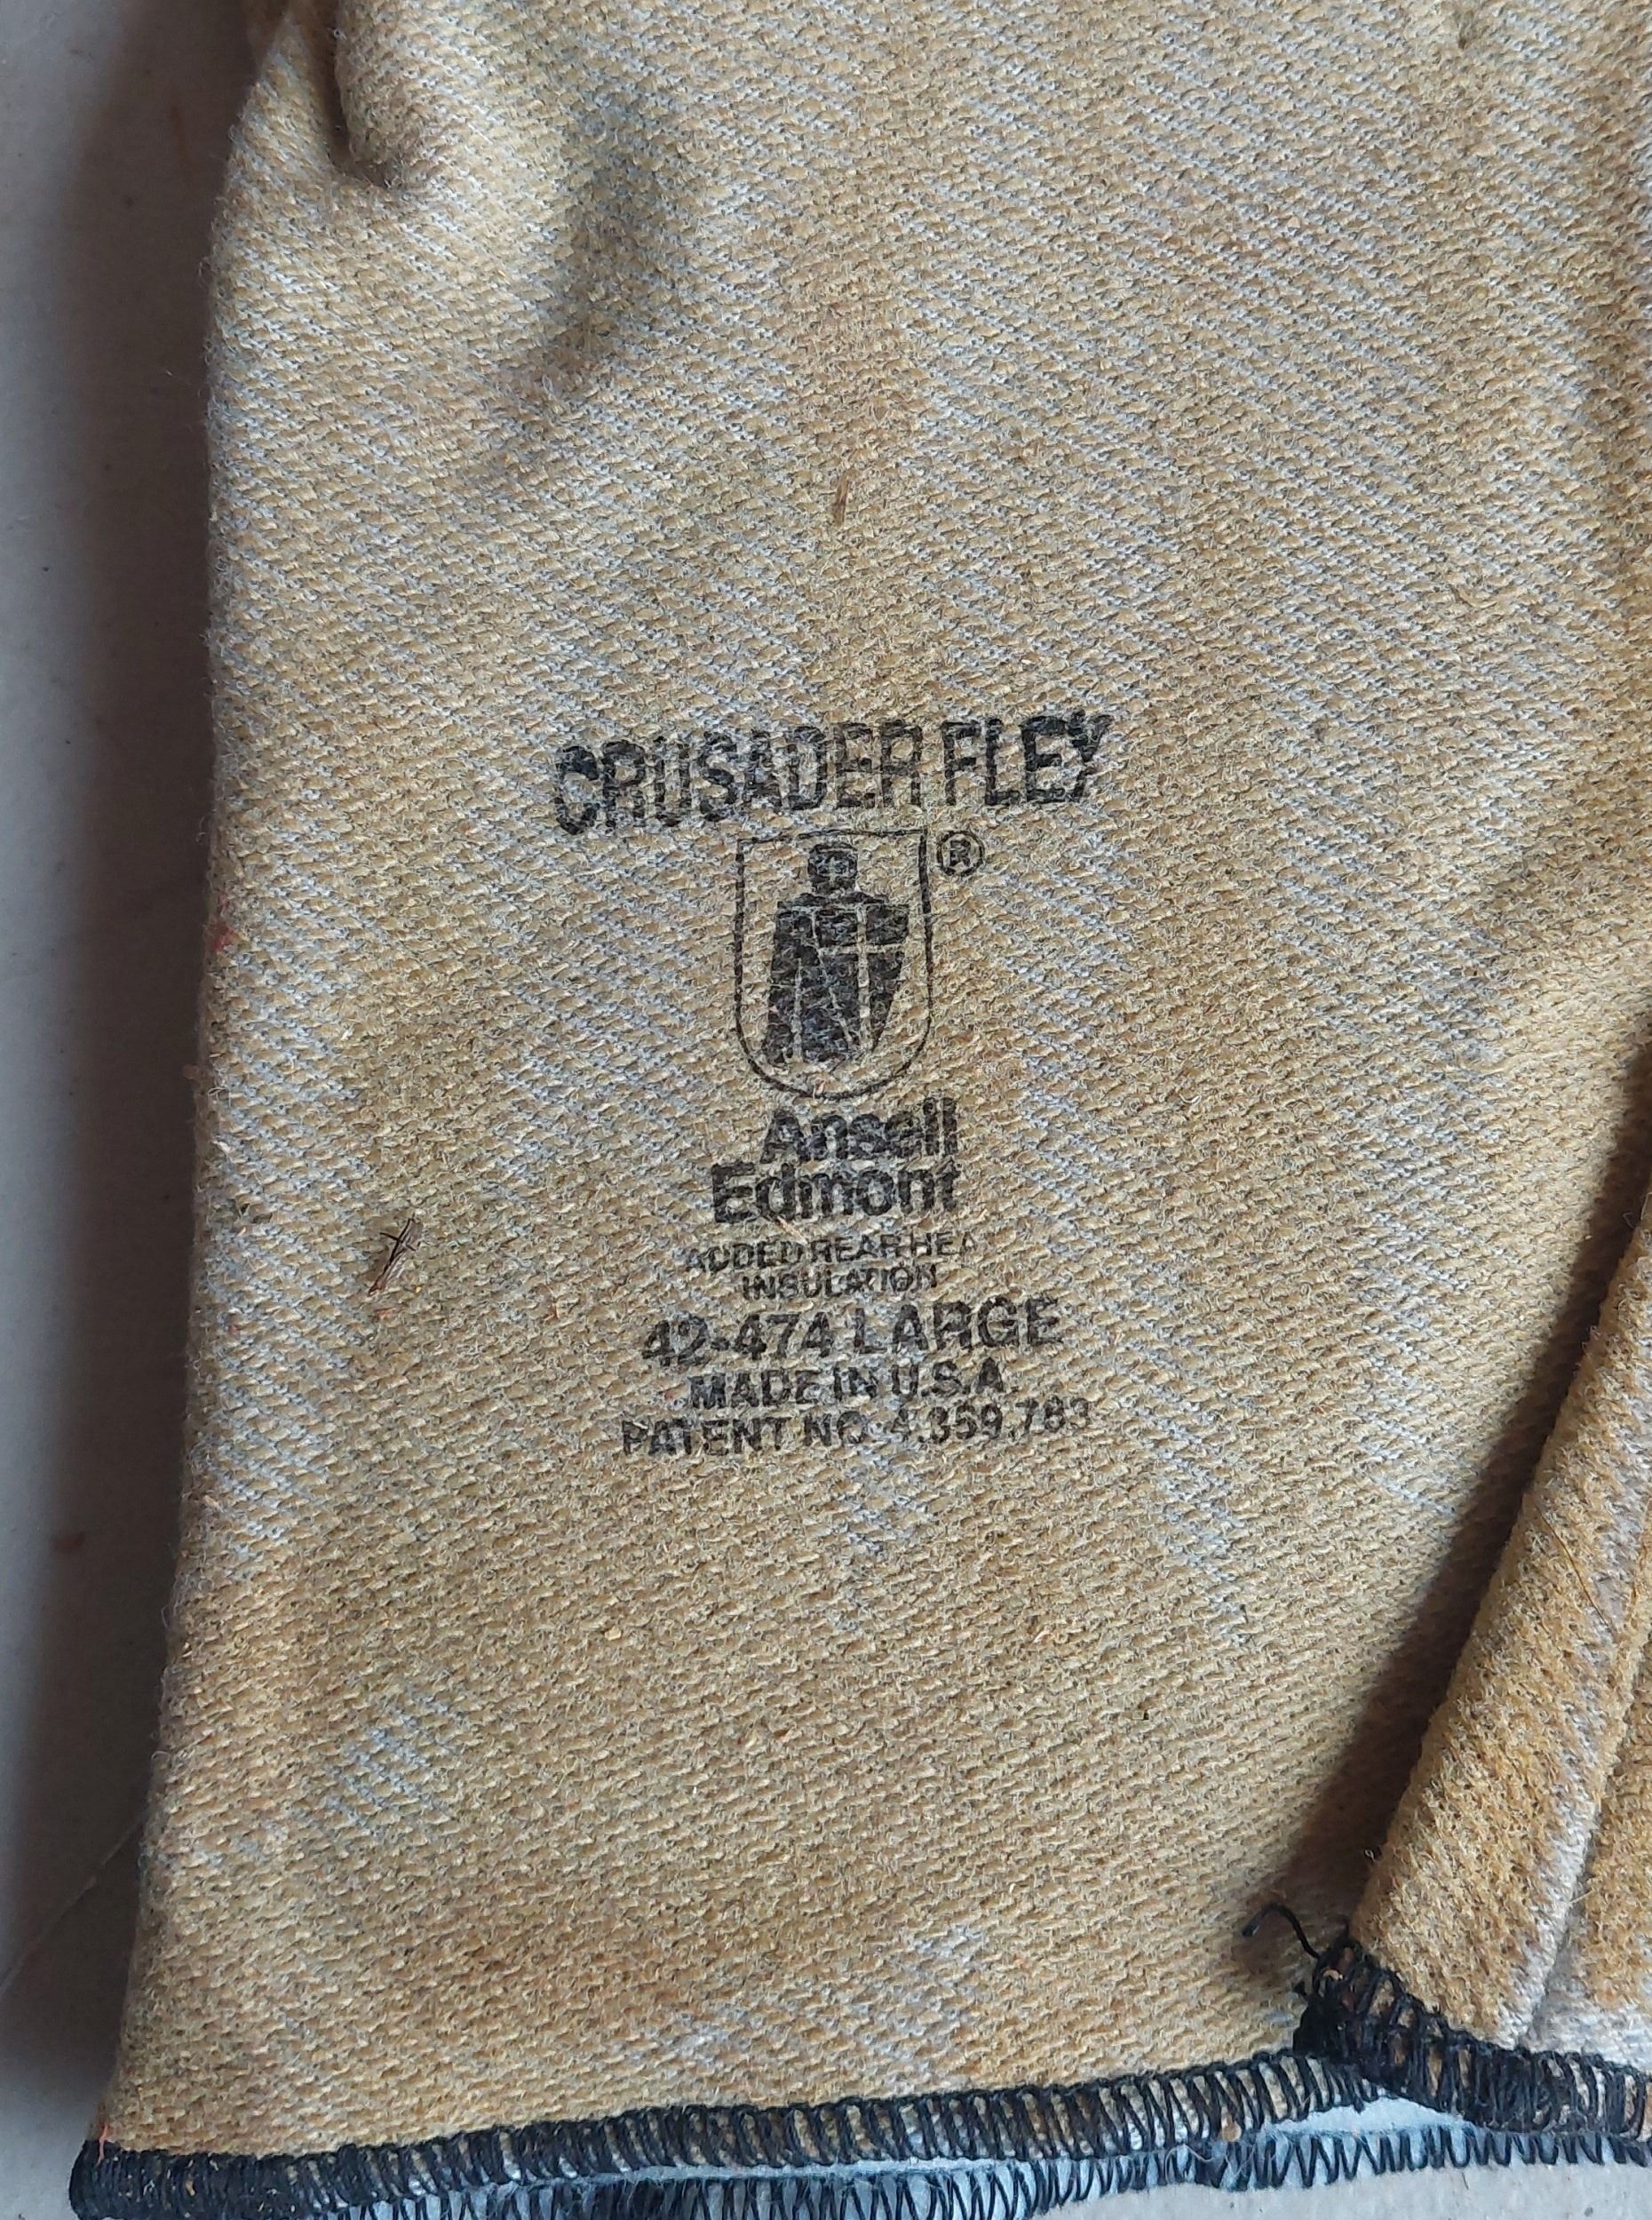 CRUSADER FLEX
®
Ansell
Edmont
ADDED REAR HEA
INSULATION
42-474 LARGE
MADE IN U.S.A.
PATENT NO. 4,359,783